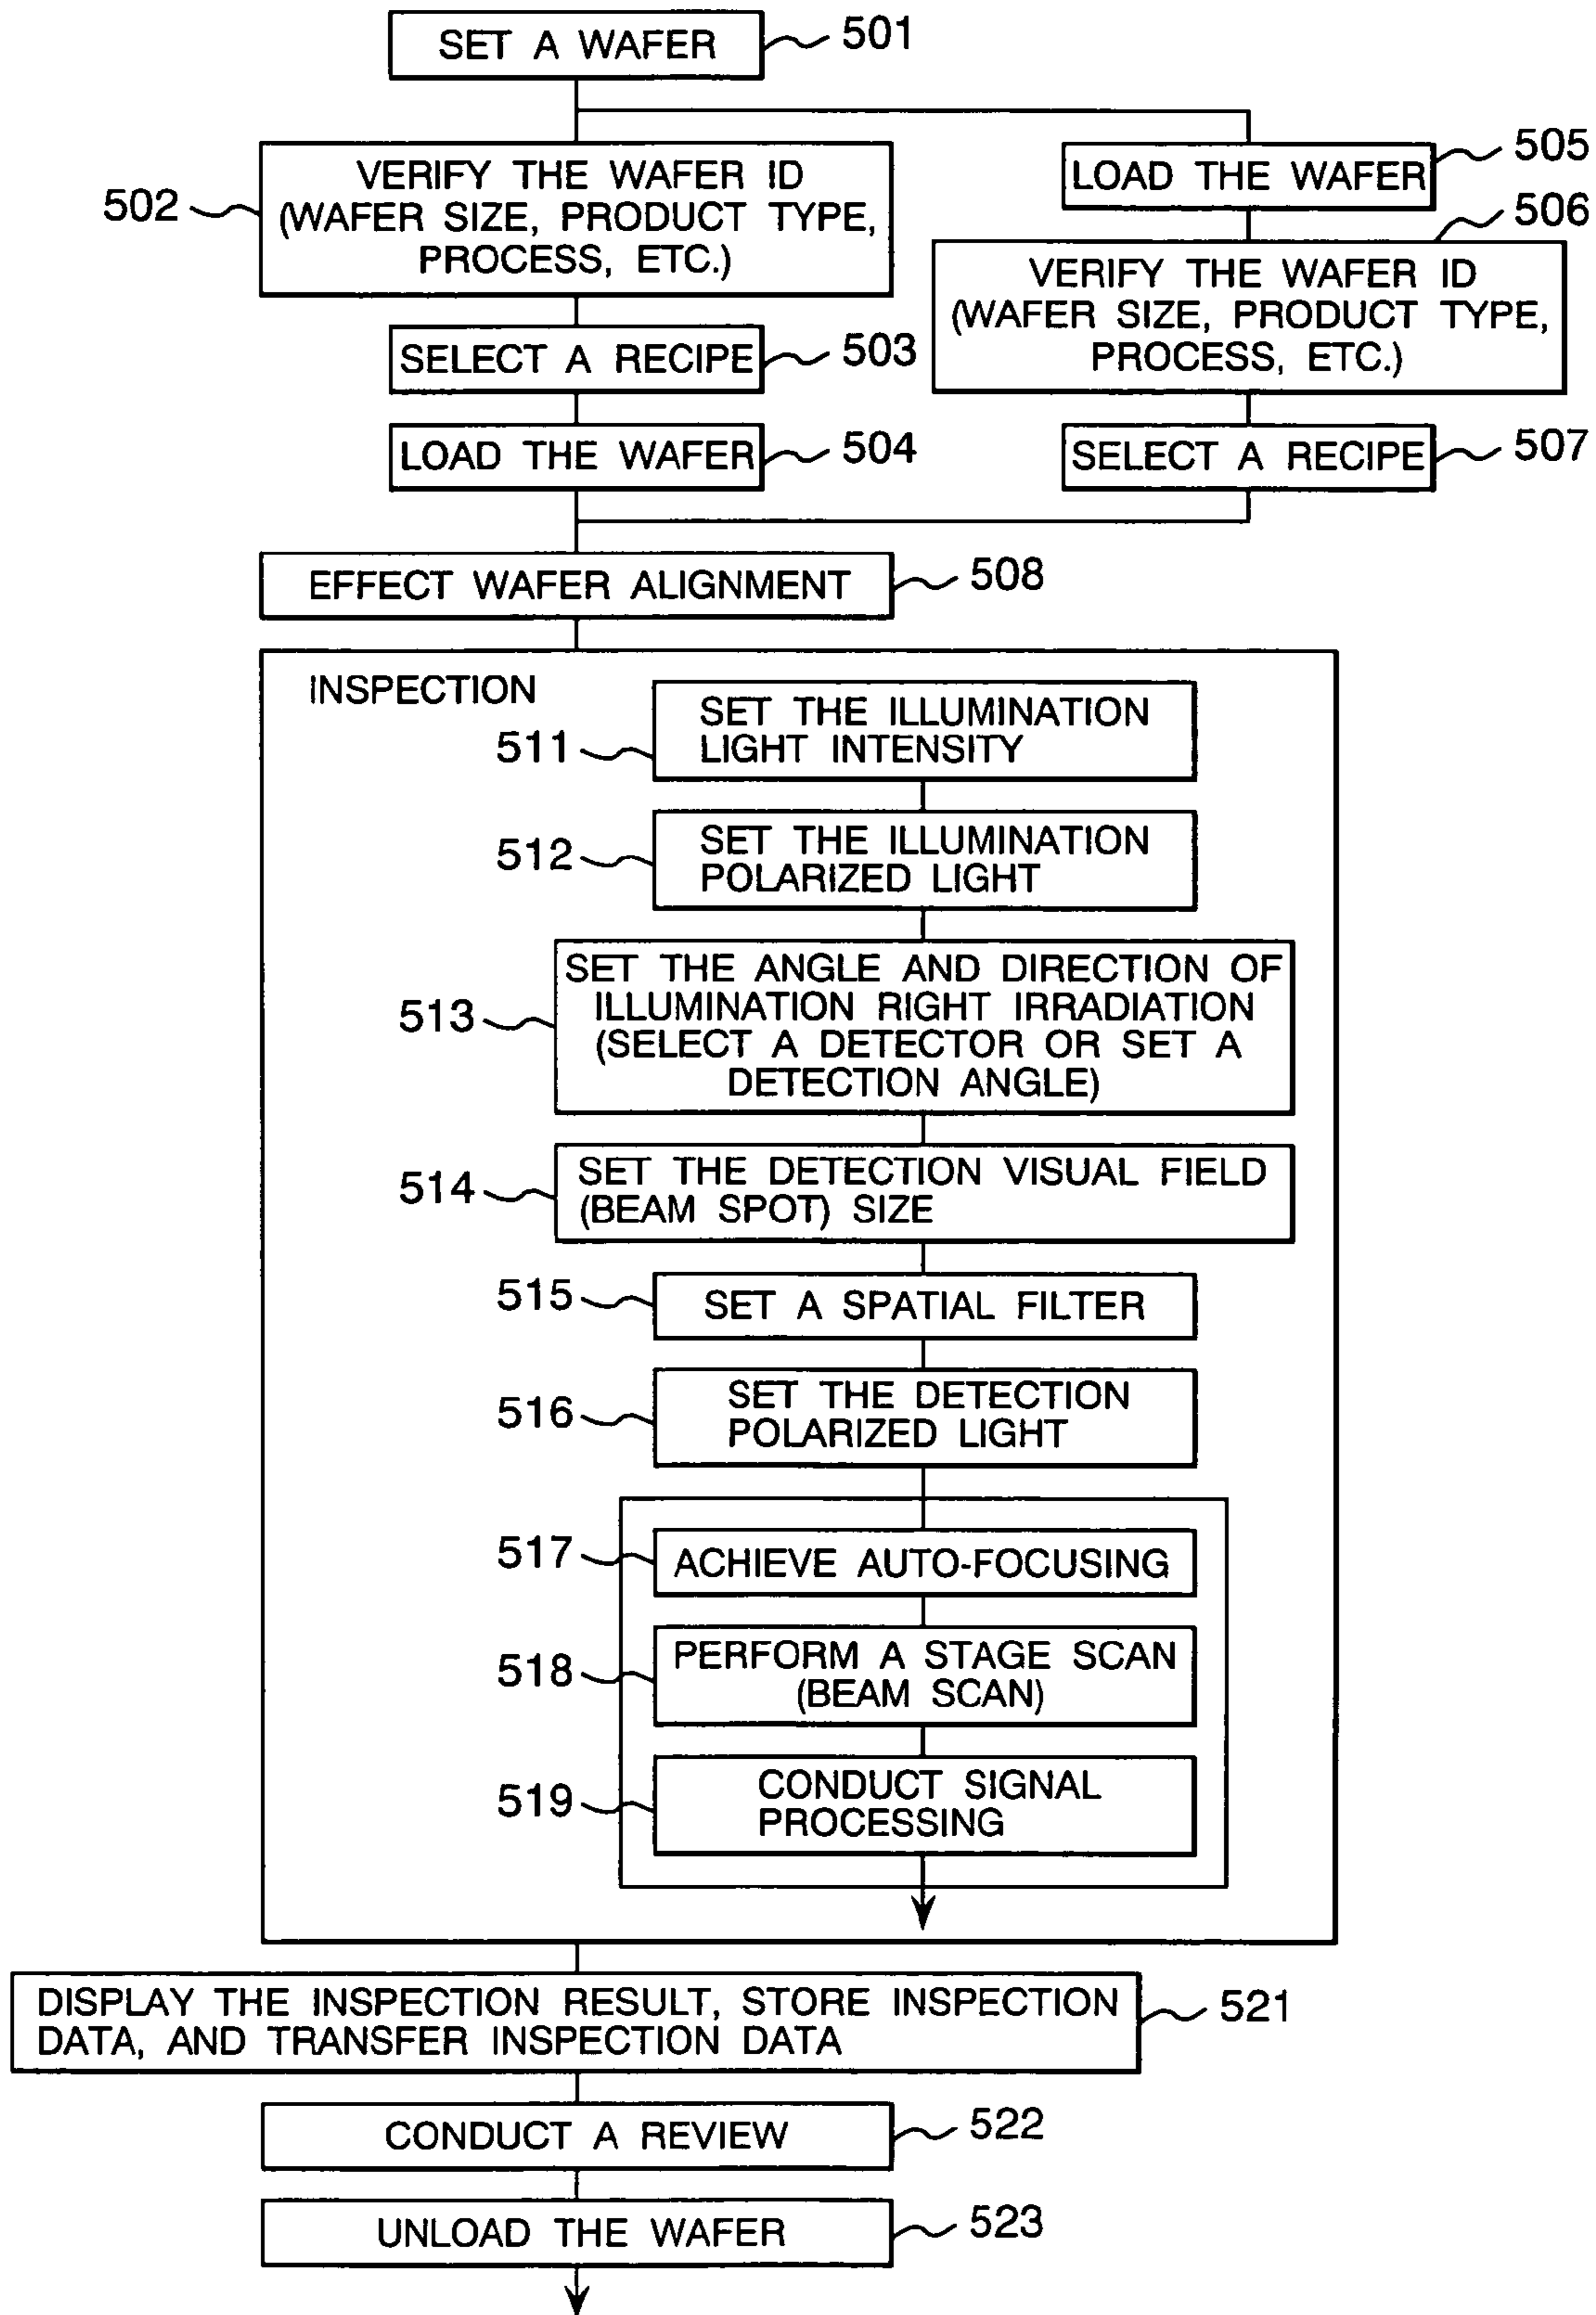 SET A WAFER
501
VERIFY THE WAFER ID
(WAFER SIZE, PRODUCT TYPE,
PROCESS, ETC.)
502
SELECT A RECIPE
503
LOAD THE WAFER
504
LOAD THE WAFER
505
506
VERIFY THE WAFER ID
(WAFER SIZE, PRODUCT TYPE,
PROCESS, ETC.)
SELECT A RECIPE
507
EFFECT WAFER ALIGNMENT
508
INSPECTION
SET THE ILLUMINATION
LIGHT INTENSITY
511
SET THE ILLUMINATION
POLARIZED LIGHT
512
SET THE ANGLE AND DIRECTION OF
ILLUMINATION RIGHT IRRADIATION
(SELECT A DETECTOR OR SET A
DETECTION ANGLE)
513
SET THE DETECTION VISUAL FIELD
(BEAM SPOT) SIZE
514
SET A SPATIAL FILTER
515
SET THE DETECTION
POLARIZED LIGHT
516
ACHIEVE AUTO-FOCUSING
517
PERFORM A STAGE SCAN
(BEAM SCAN)
518
CONDUCT SIGNAL
PROCESSING
519
DISPLAY THE INSPECTION RESULT, STORE INSPECTION
DATA, AND TRANSFER INSPECTION DATA
521
CONDUCT A REVIEW
522
UNLOAD THE WAFER
523